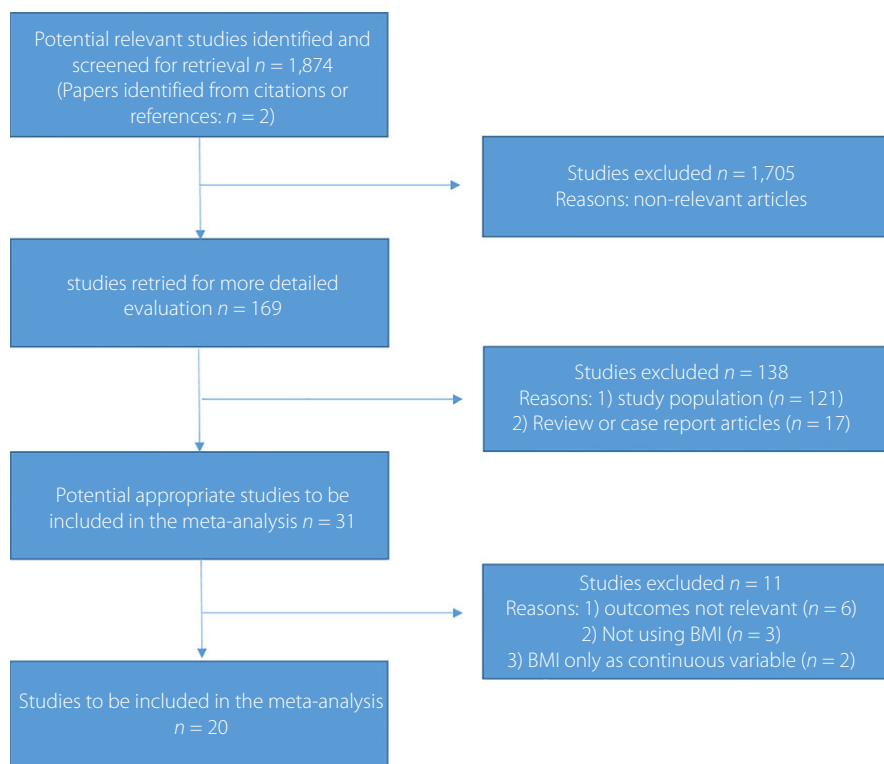 Potential relevant studies identified and
screened for retrieval n = 1,874
(Papers identified from citations or
references: n = 2)
Studies excluded n = 1,705
Reasons: non-relevant articles
studies retried for more detailed
evaluation n = 169
Studies excluded n = 138
Reasons: 1) study population (n = 121)
2) Review or case report articles (n = 17)
Potential appropriate studies to be
included in the meta-analysis n = 31
Studies excluded n = 11
Reasons: 1) outcomes not relevant (n = 6)
2) Not using BMI (n = 3)
3) BMI only as continuous variable (n = 2)
Studies to be included in the meta-analysis
n = 20